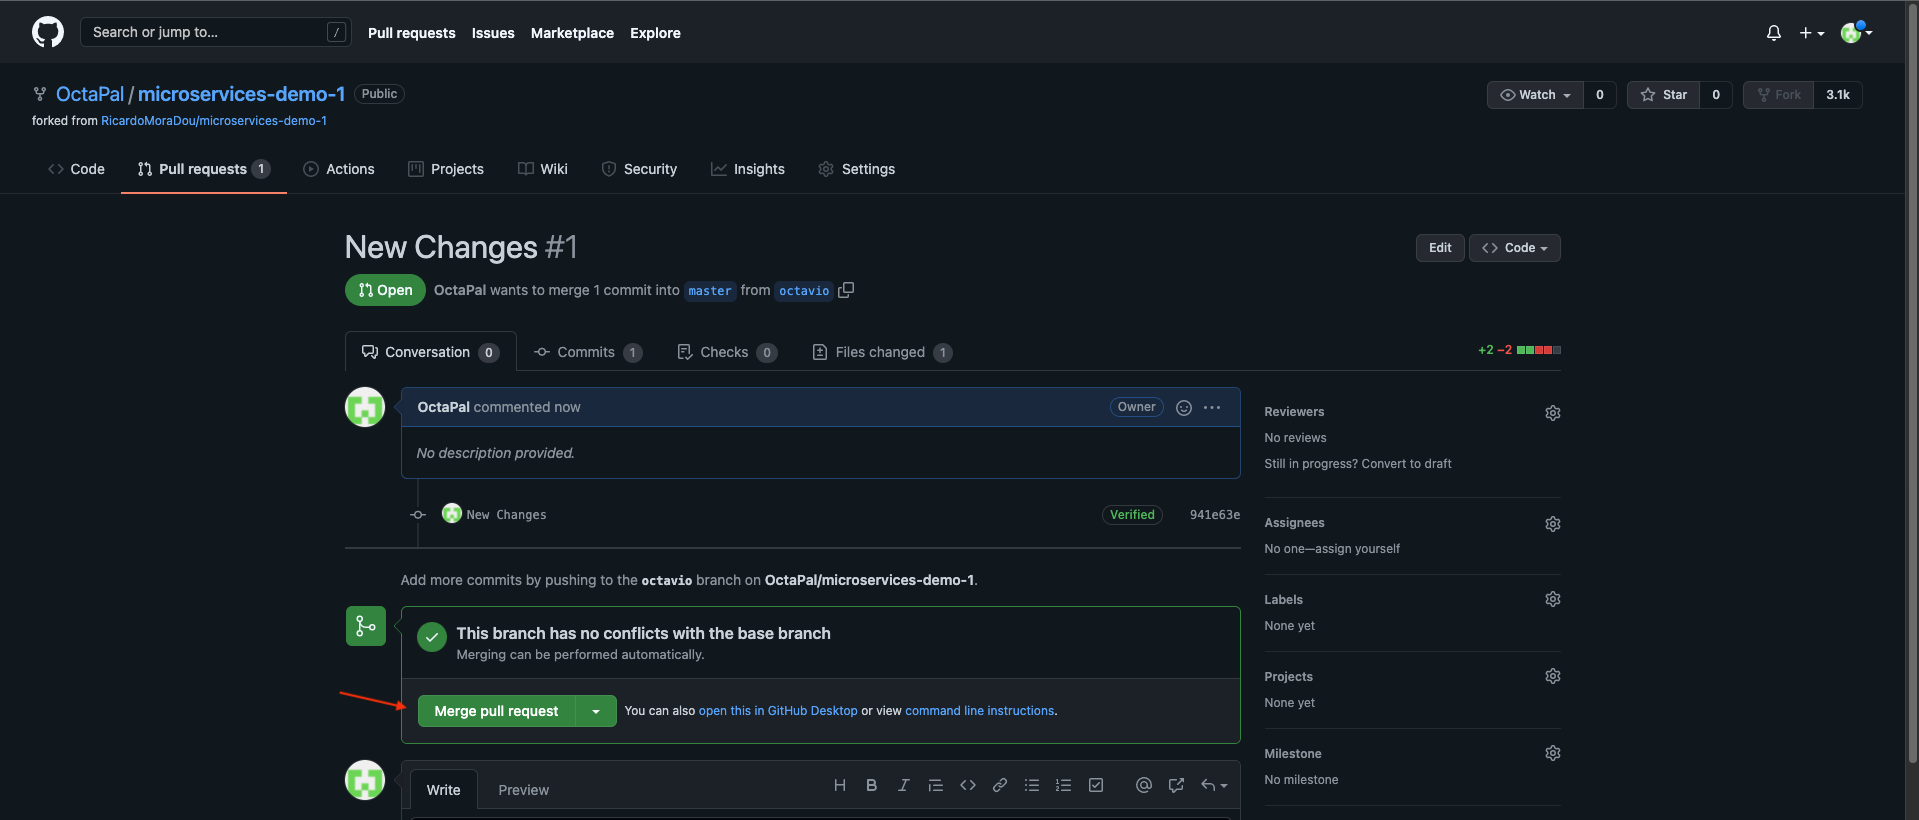 Search or jump to... / Pull requests Issues Marketplace Explore
OctaPal / microservices-demo-1 Public Watch 0 Star 0 Fork 3.1k
forked from RicardoMoraDou/microservices-demo-1
Code Pull requests 1 Actions Projects Wiki Security Insights Settings
New Changes #1 Edit Code
Open OctaPal wants to merge 1 commit into master from octavio
Conversation 0 Commits 1 Checks 0 Files changed 1 +2 −2
OctaPal commented now Owner
No description provided.
New Changes Verified 941e63e
Add more commits by pushing to the octavio branch on OctaPal/microservices-demo-1.
This branch has no conflicts with the base branch
Merging can be performed automatically.
Merge pull request You can also open this in GitHub Desktop or view command line instructions.
Write Preview H B I @
Reviewers
No reviews
Still in progress? Convert to draft
Assignees
No one—assign yourself
Labels
None yet
Projects
None yet
Milestone
No milestone